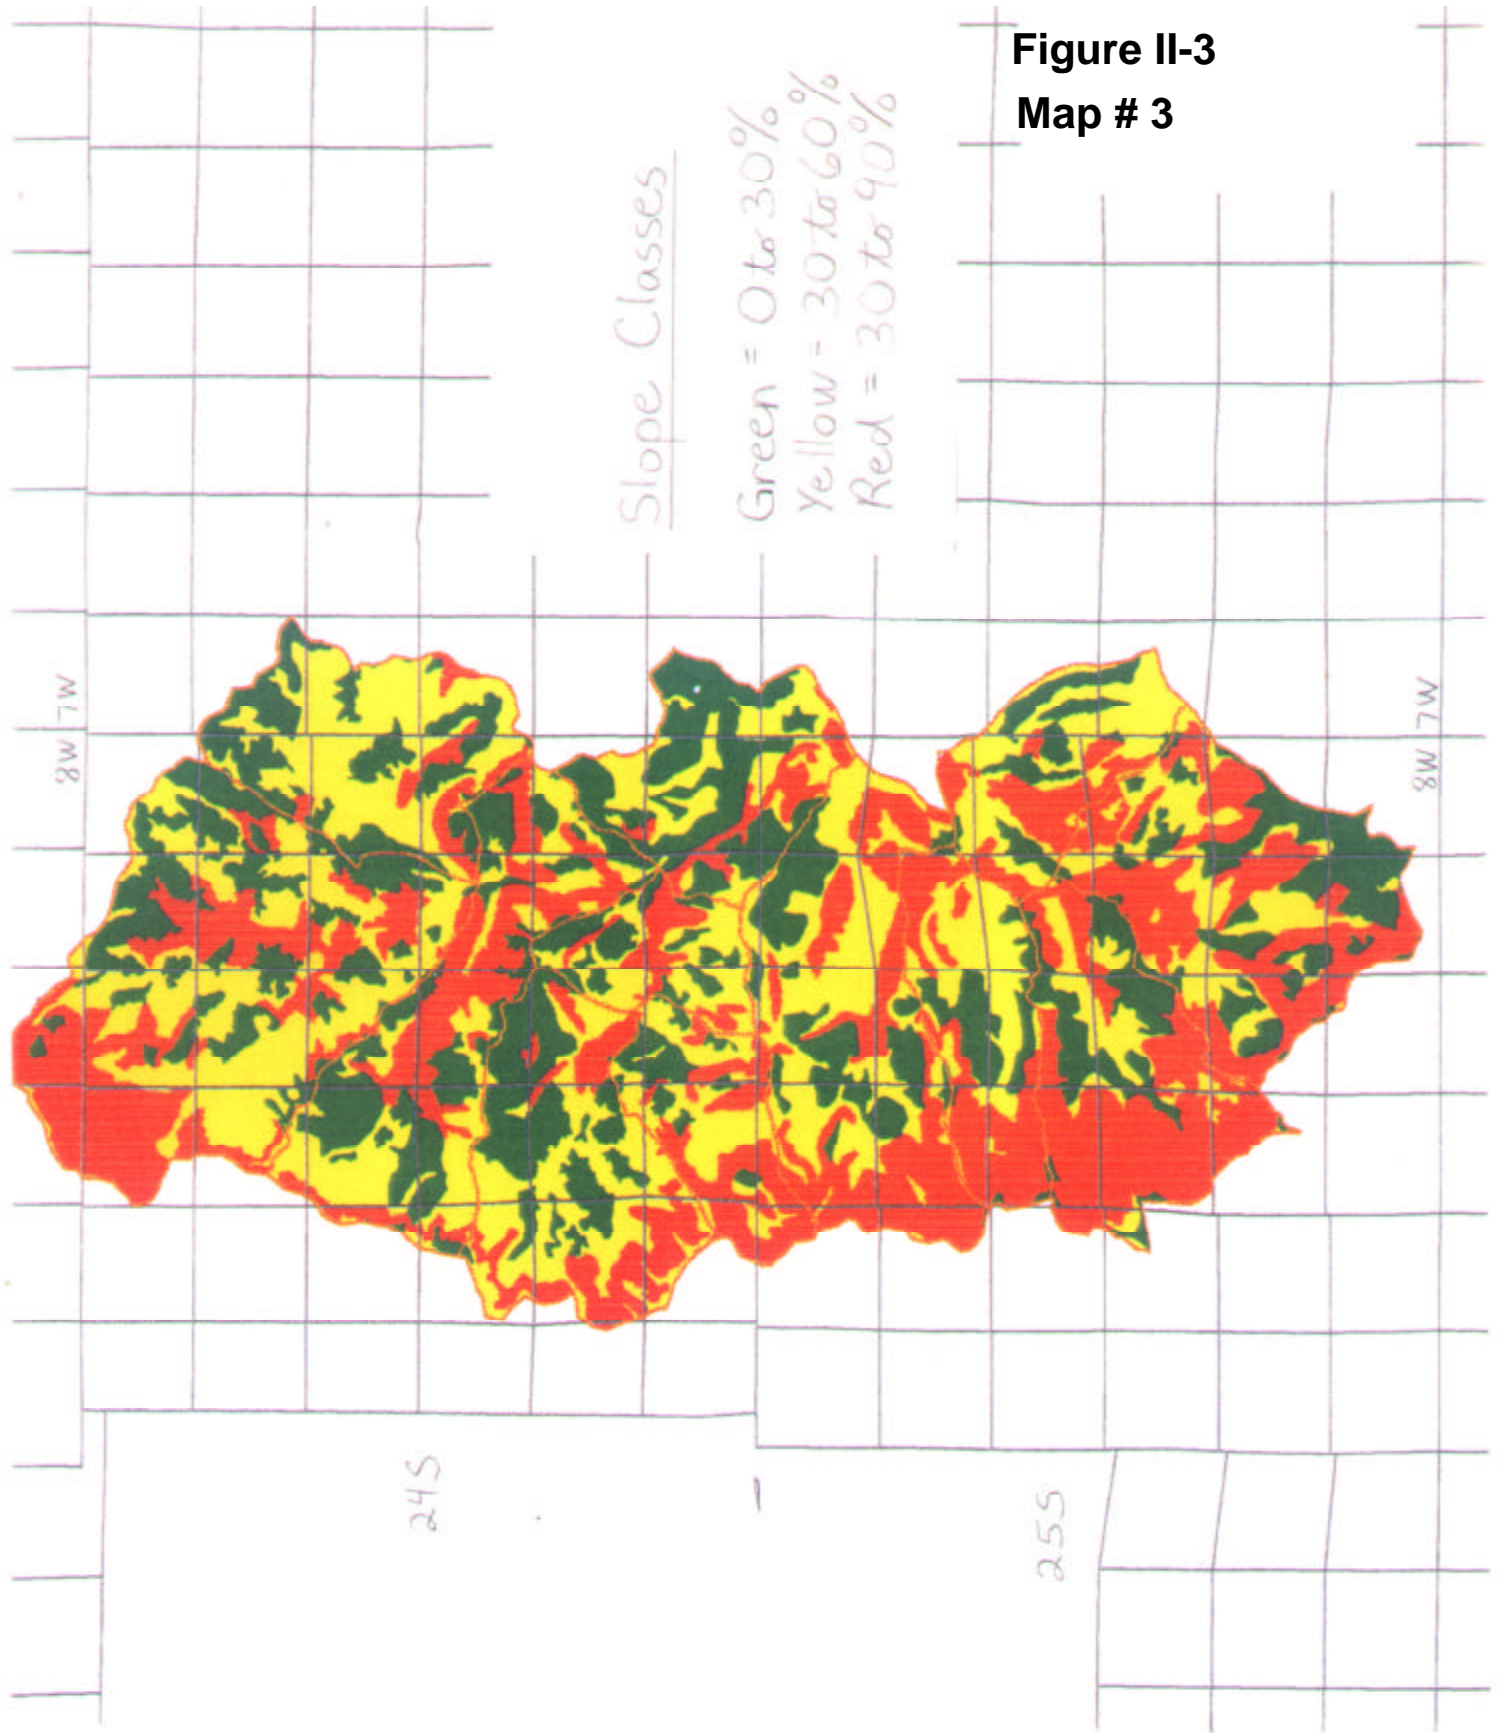 Figure II-3
Map # 3
Slope Classes
Green = 0 to 30%
Yellow = 30 to 60%
Red = 30 to 90%
8W 7W
8W 7W
24S
25S